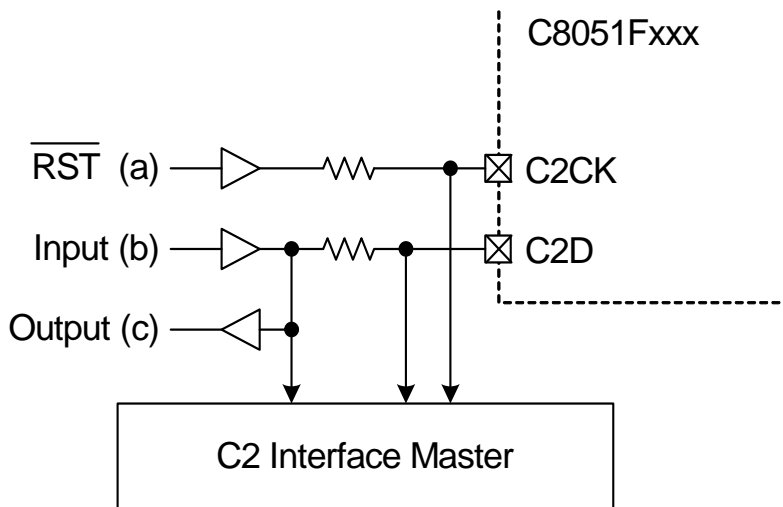 C8051Fxxx
RST (a)
C2CK
Input (b)
C2D
Output (c)
C2 Interface Master